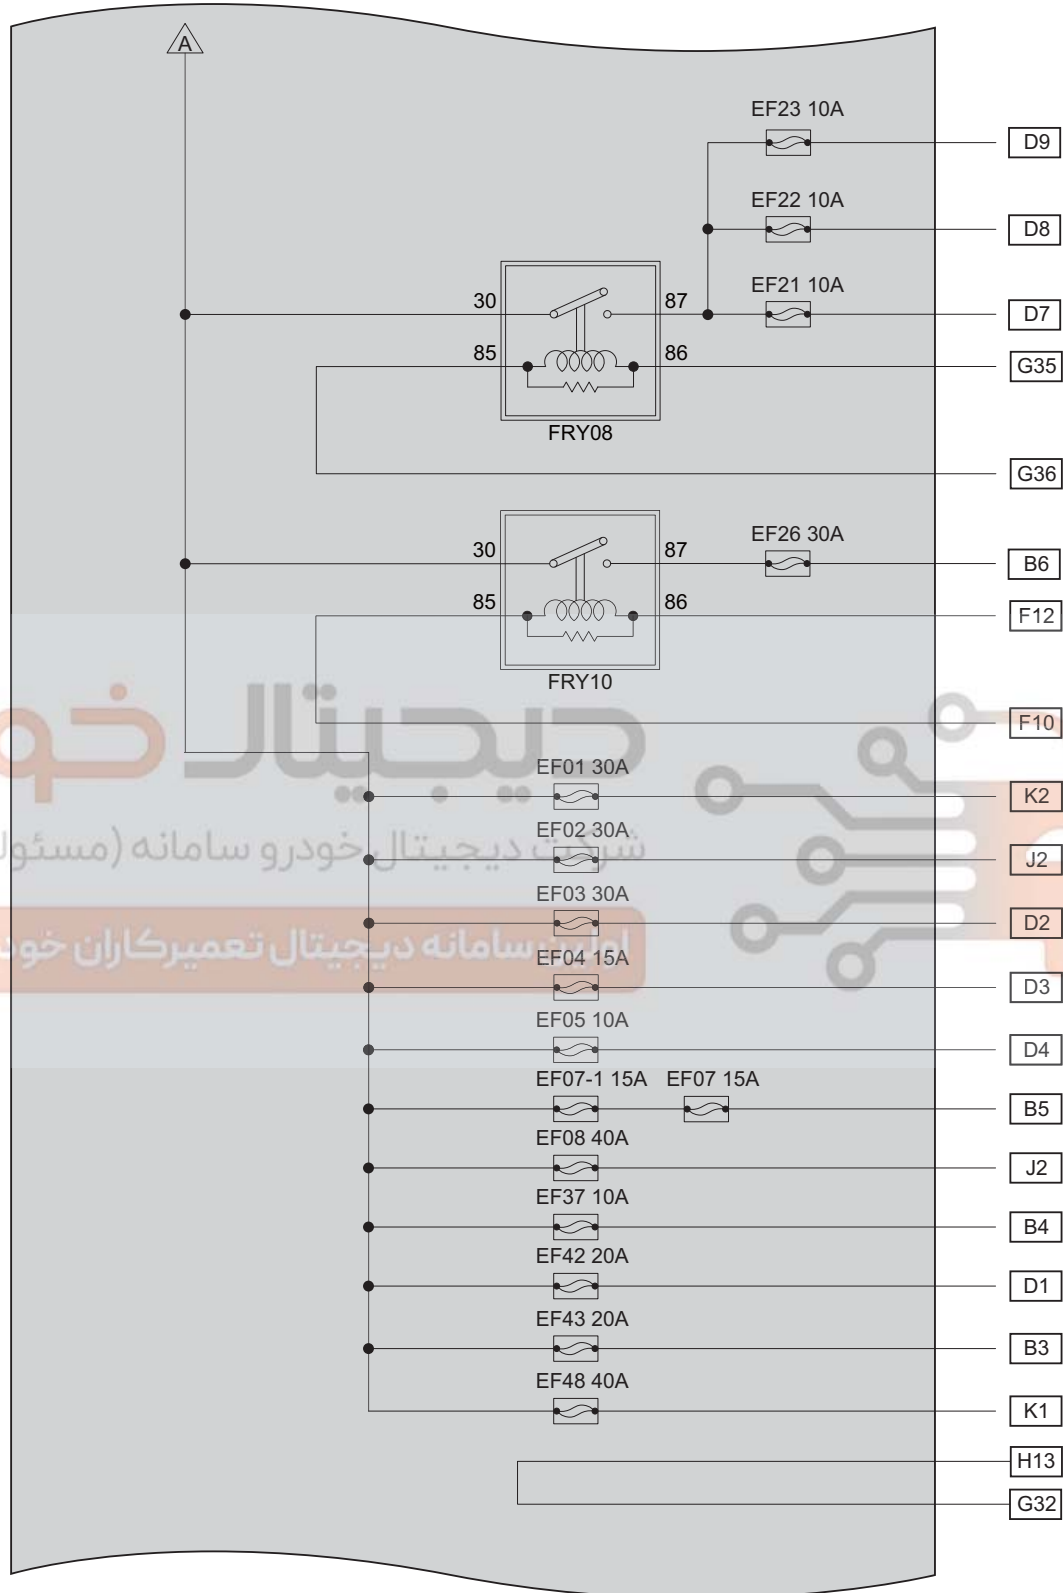 A
EF23 10A
D9
EF22 10A
D8
EF21 10A
30
87
D7
85
86
G35
FRY08
G36
EF26 30A
30
87
B6
85
86
F12
FRY10
دیجیتال خو
F10
EF01 30A
K2
EF02 30A
شرکت دیجیتال خودرو سامانه (مسئول
J2
EF03 30A
D2
اولین سامانه دیجیتال تعمیرکاران خود
EF04 15A
D3
EF05 10A
D4
EF07-1 15A EF07 15A
B5
EF08 40A
J2
EF37 10A
B4
EF42 20A
D1
EF43 20A
B3
EF48 40A
K1
H13
G32